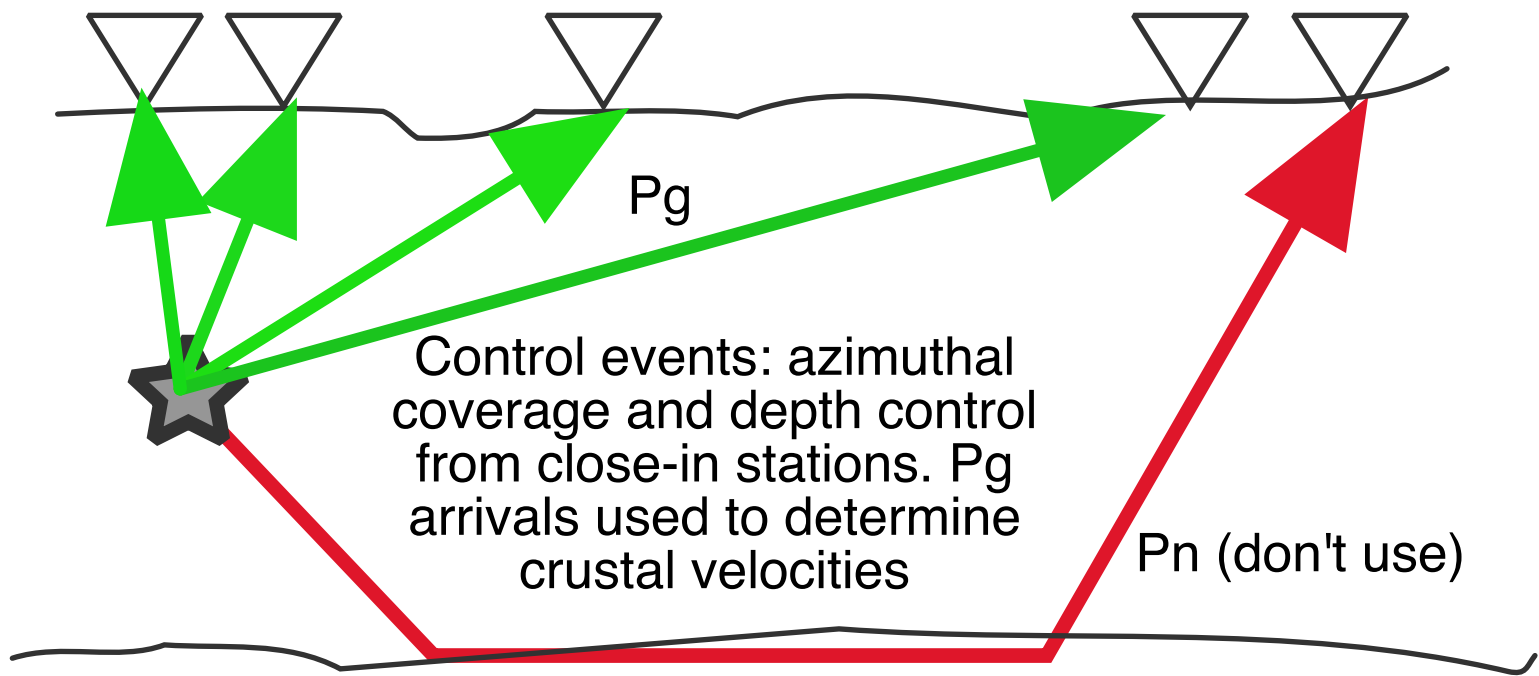 Pg
Control events: azimuthal
coverage and depth control
from close-in stations. Pg
arrivals used to determine
crustal velocities
Pn (don't use)